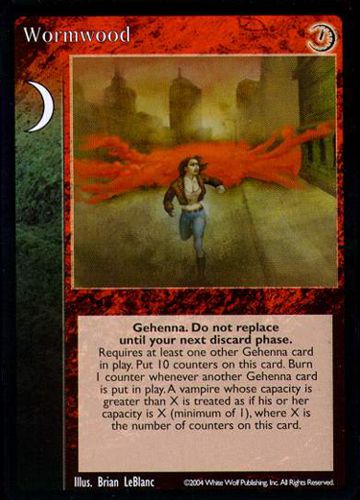 Wormwood
Gehenna. Do not replace
until your next discard phase.
Requires at least one other Gehenna card
in play. Put 10 counters on this card. Burn
1 counter whenever another Gehenna card
is put in play. A vampire whose capacity is
greater than X is treated as if his or her
capacity is X (minimum of 1), where X is
the number of counters on this card.
Illus. Brian LeBlanc
©2004 White Wolf Publishing, Inc. All Rights Reserved.